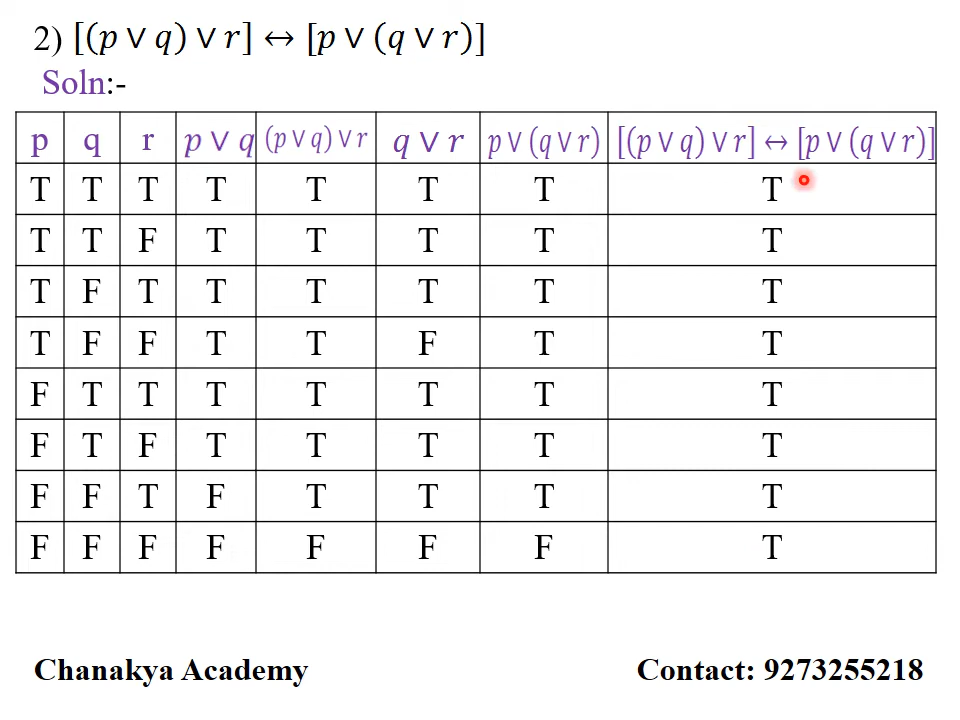 2) [(p ∨ q) ∨ r] ↔ [p ∨ (q ∨ r)]
Soln:-
p q r p ∨ q (p ∨ q) ∨ r q ∨ r p ∨ (q ∨ r) [(p ∨ q) ∨ r] ↔ [p ∨ (q ∨ r)]
T T T T T T T T
T T F T T T T T
T F T T T T T T
T F F T T F T T
F T T T T T T T
F T F T T T T T
F F T F T T T T
F F F F F F F T
Chanakya Academy Contact: 9273255218